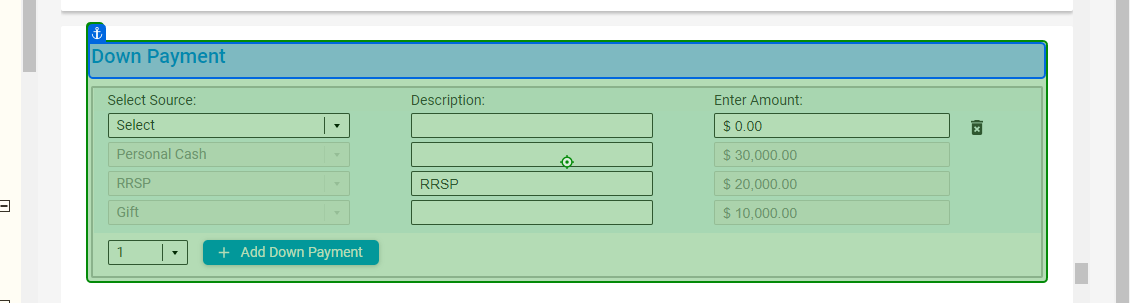 Down Payment
Select Source: Description: Enter Amount:
Select $ 0.00
Personal Cash $ 30,000.00
RRSP RRSP $ 20,000.00
Gift $ 10,000.00
1 + Add Down Payment